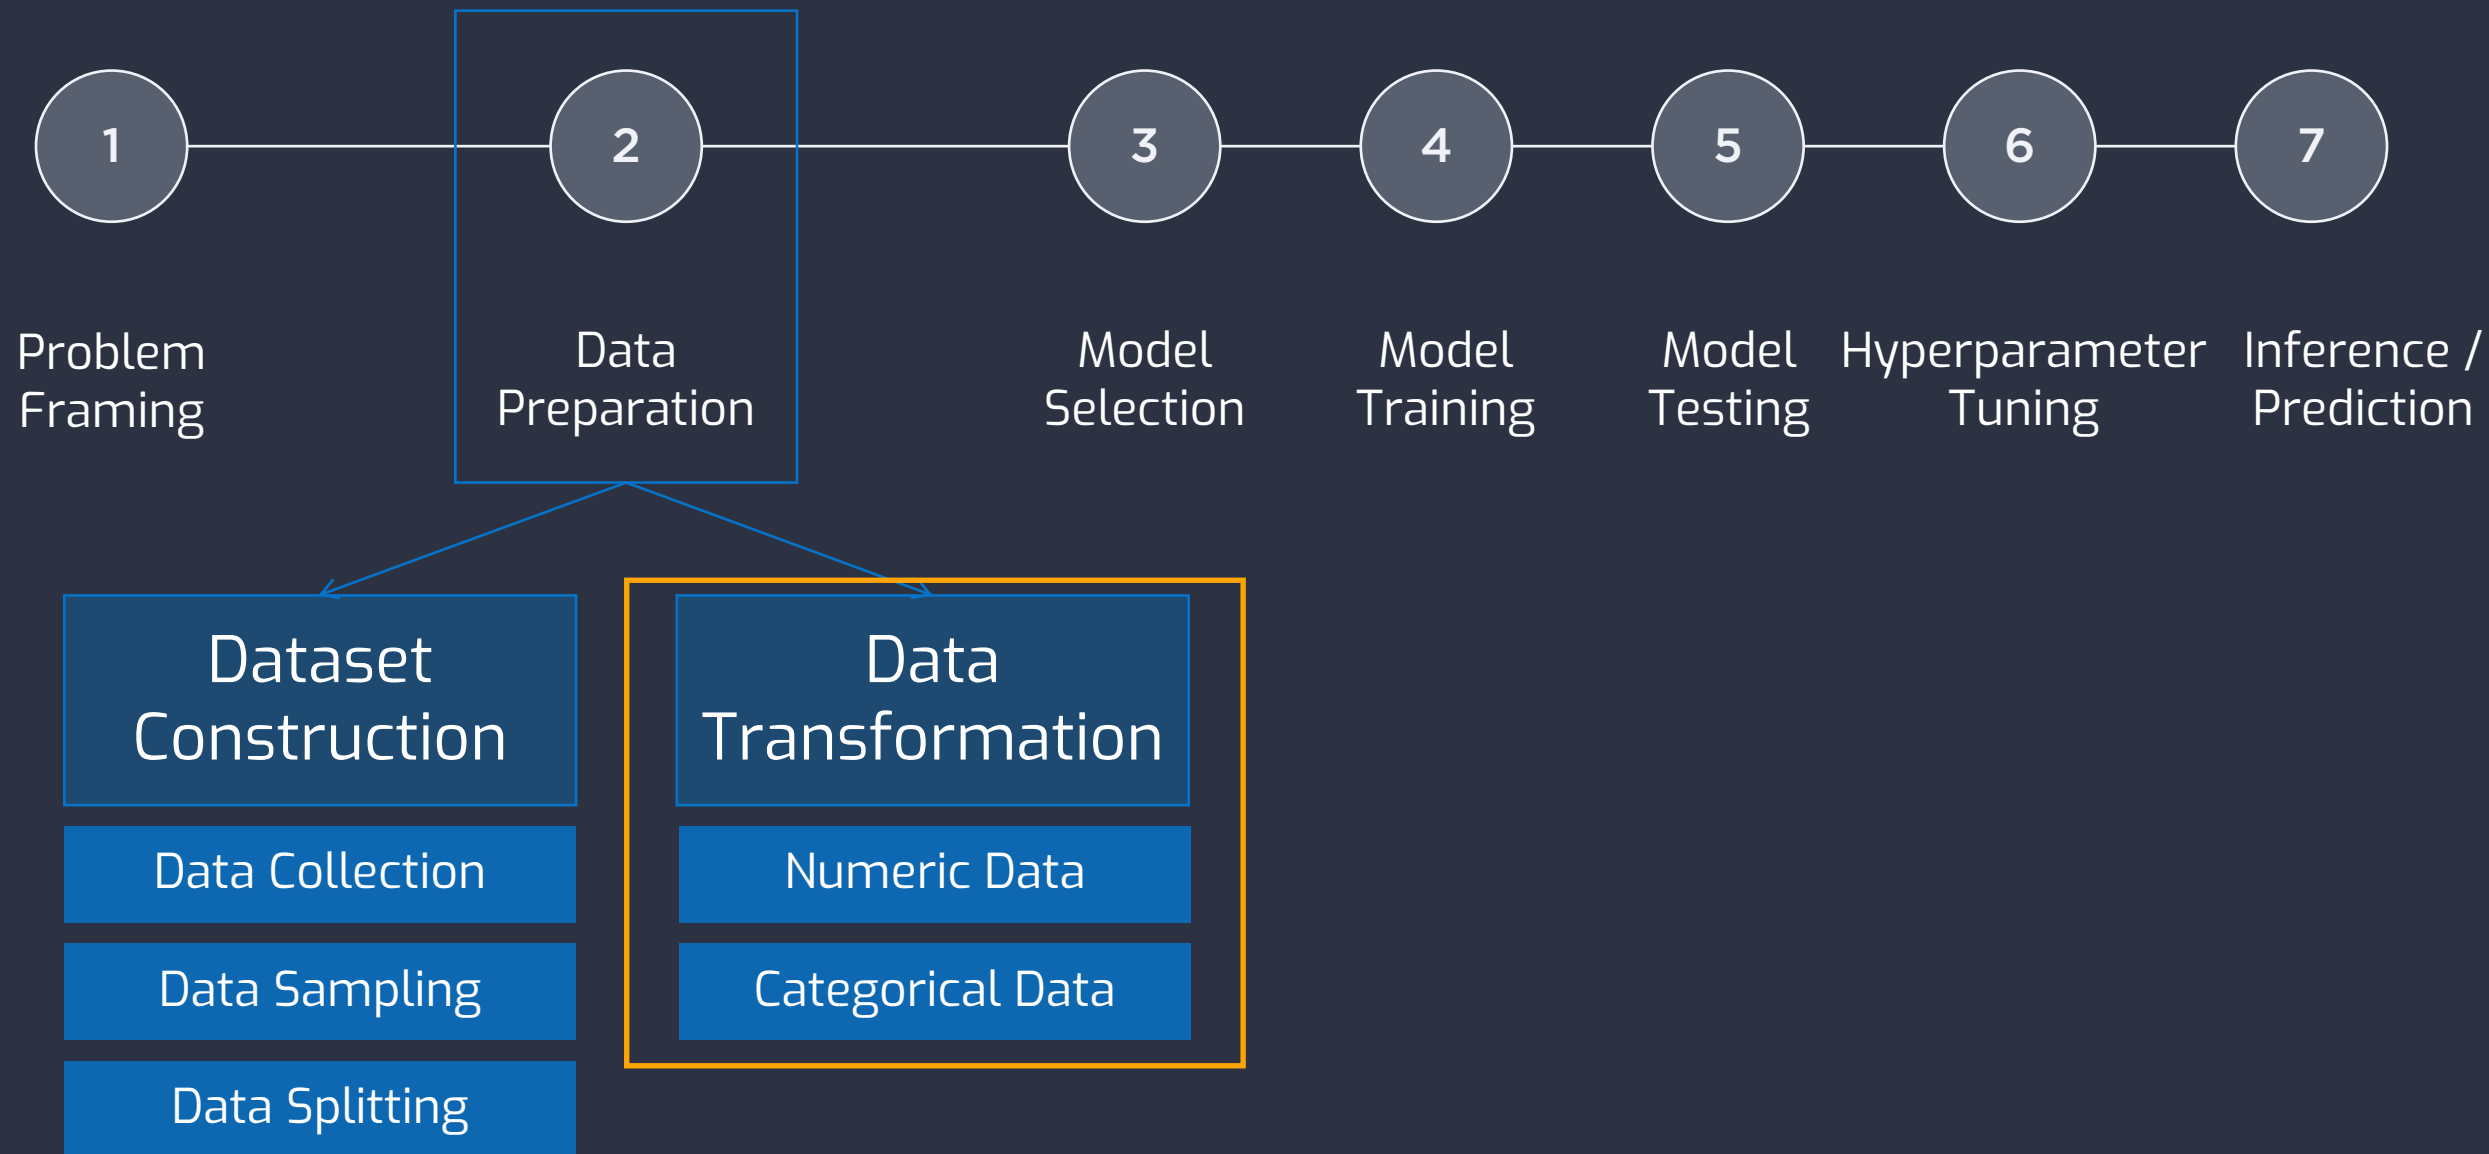 1
2
3
4
5
6
7
Problem
Framing
Data
Preparation
Model
Selection
Model
Training
Model
Testing
Hyperparameter
Tuning
Inference /
Prediction
Dataset
Construction
Data Collection
Data Sampling
Data Splitting
Data
Transformation
Numeric Data
Categorical Data